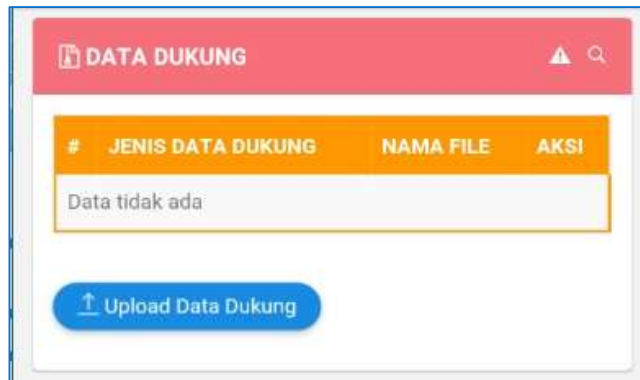 DATA DUKUNG
# JENIS DATA DUKUNG NAMA FILE AKSI
Data tidak ada
Upload Data Dukung